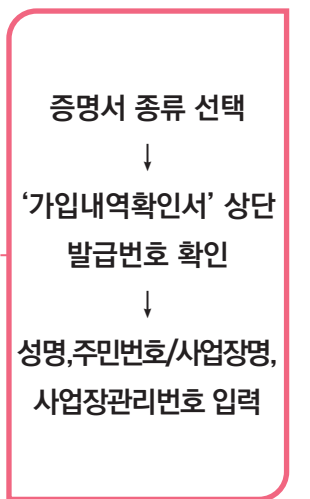 증명서 종류 선택
↓
‘가입내역확인서’ 상단
발급번호 확인
↓
성명,주민번호/사업장명,
사업장관리번호 입력